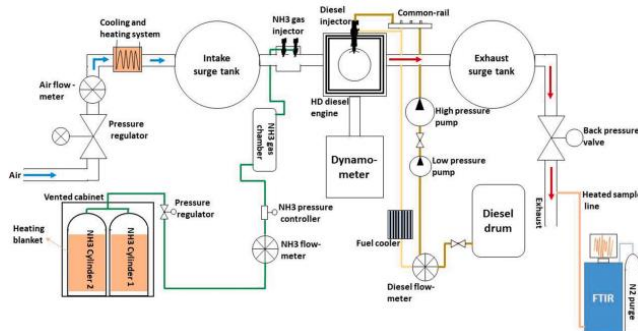 Cooling and
heating system
Air flow -
meter
Pressure
regulator
Air
Intake
surge tank
NH3 gas
injector
Diesel
injector
Common-rail
HD diesel
engine
Dynamo-
meter
NH3 gas
chamber
High pressure
pump
Low pressure
pump
Exhaust
surge tank
Back pressure
valve
Exhaust
Heated sample
line
Vented cabinet
Heating
blanket
NH3 Cylinder 2
NH3 Cylinder 1
Pressure
regulator
NH3 pressure
controller
NH3 flow-
meter
Fuel cooler
Diesel flow-
meter
Diesel
drum
FTIR
N2 purge